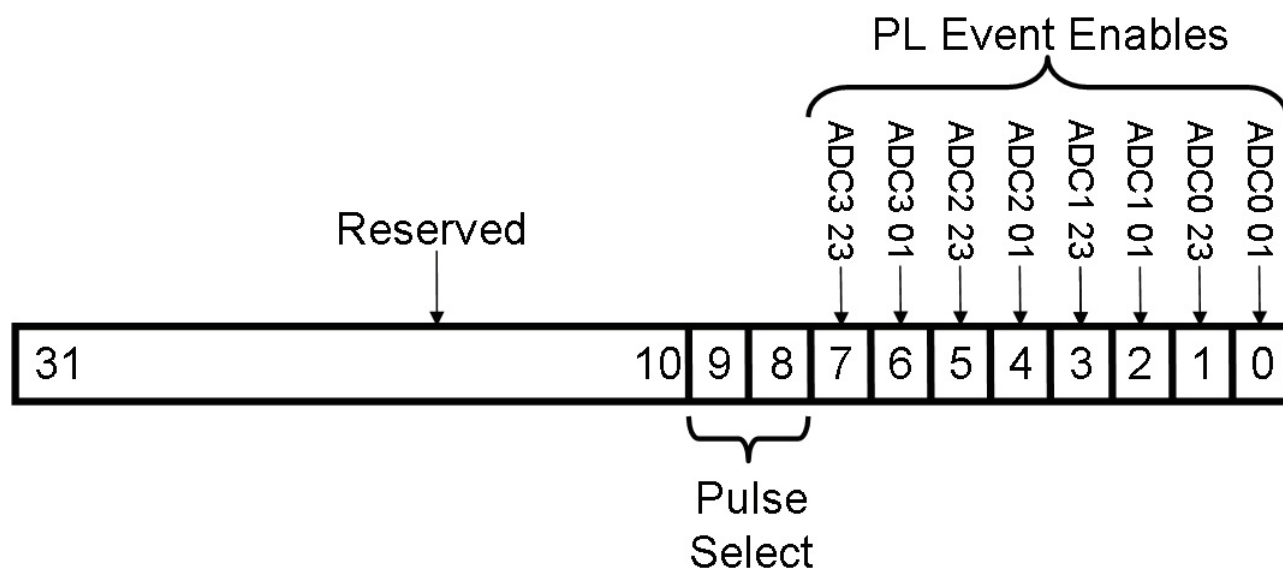 PL Event Enables
ADC3 23
ADC3 01
ADC2 23
ADC2 01
ADC1 23
ADC1 01
ADC0 23
ADC0 01
Reserved
31 10 9 8 7 6 5 4 3 2 1 0
Pulse
Select